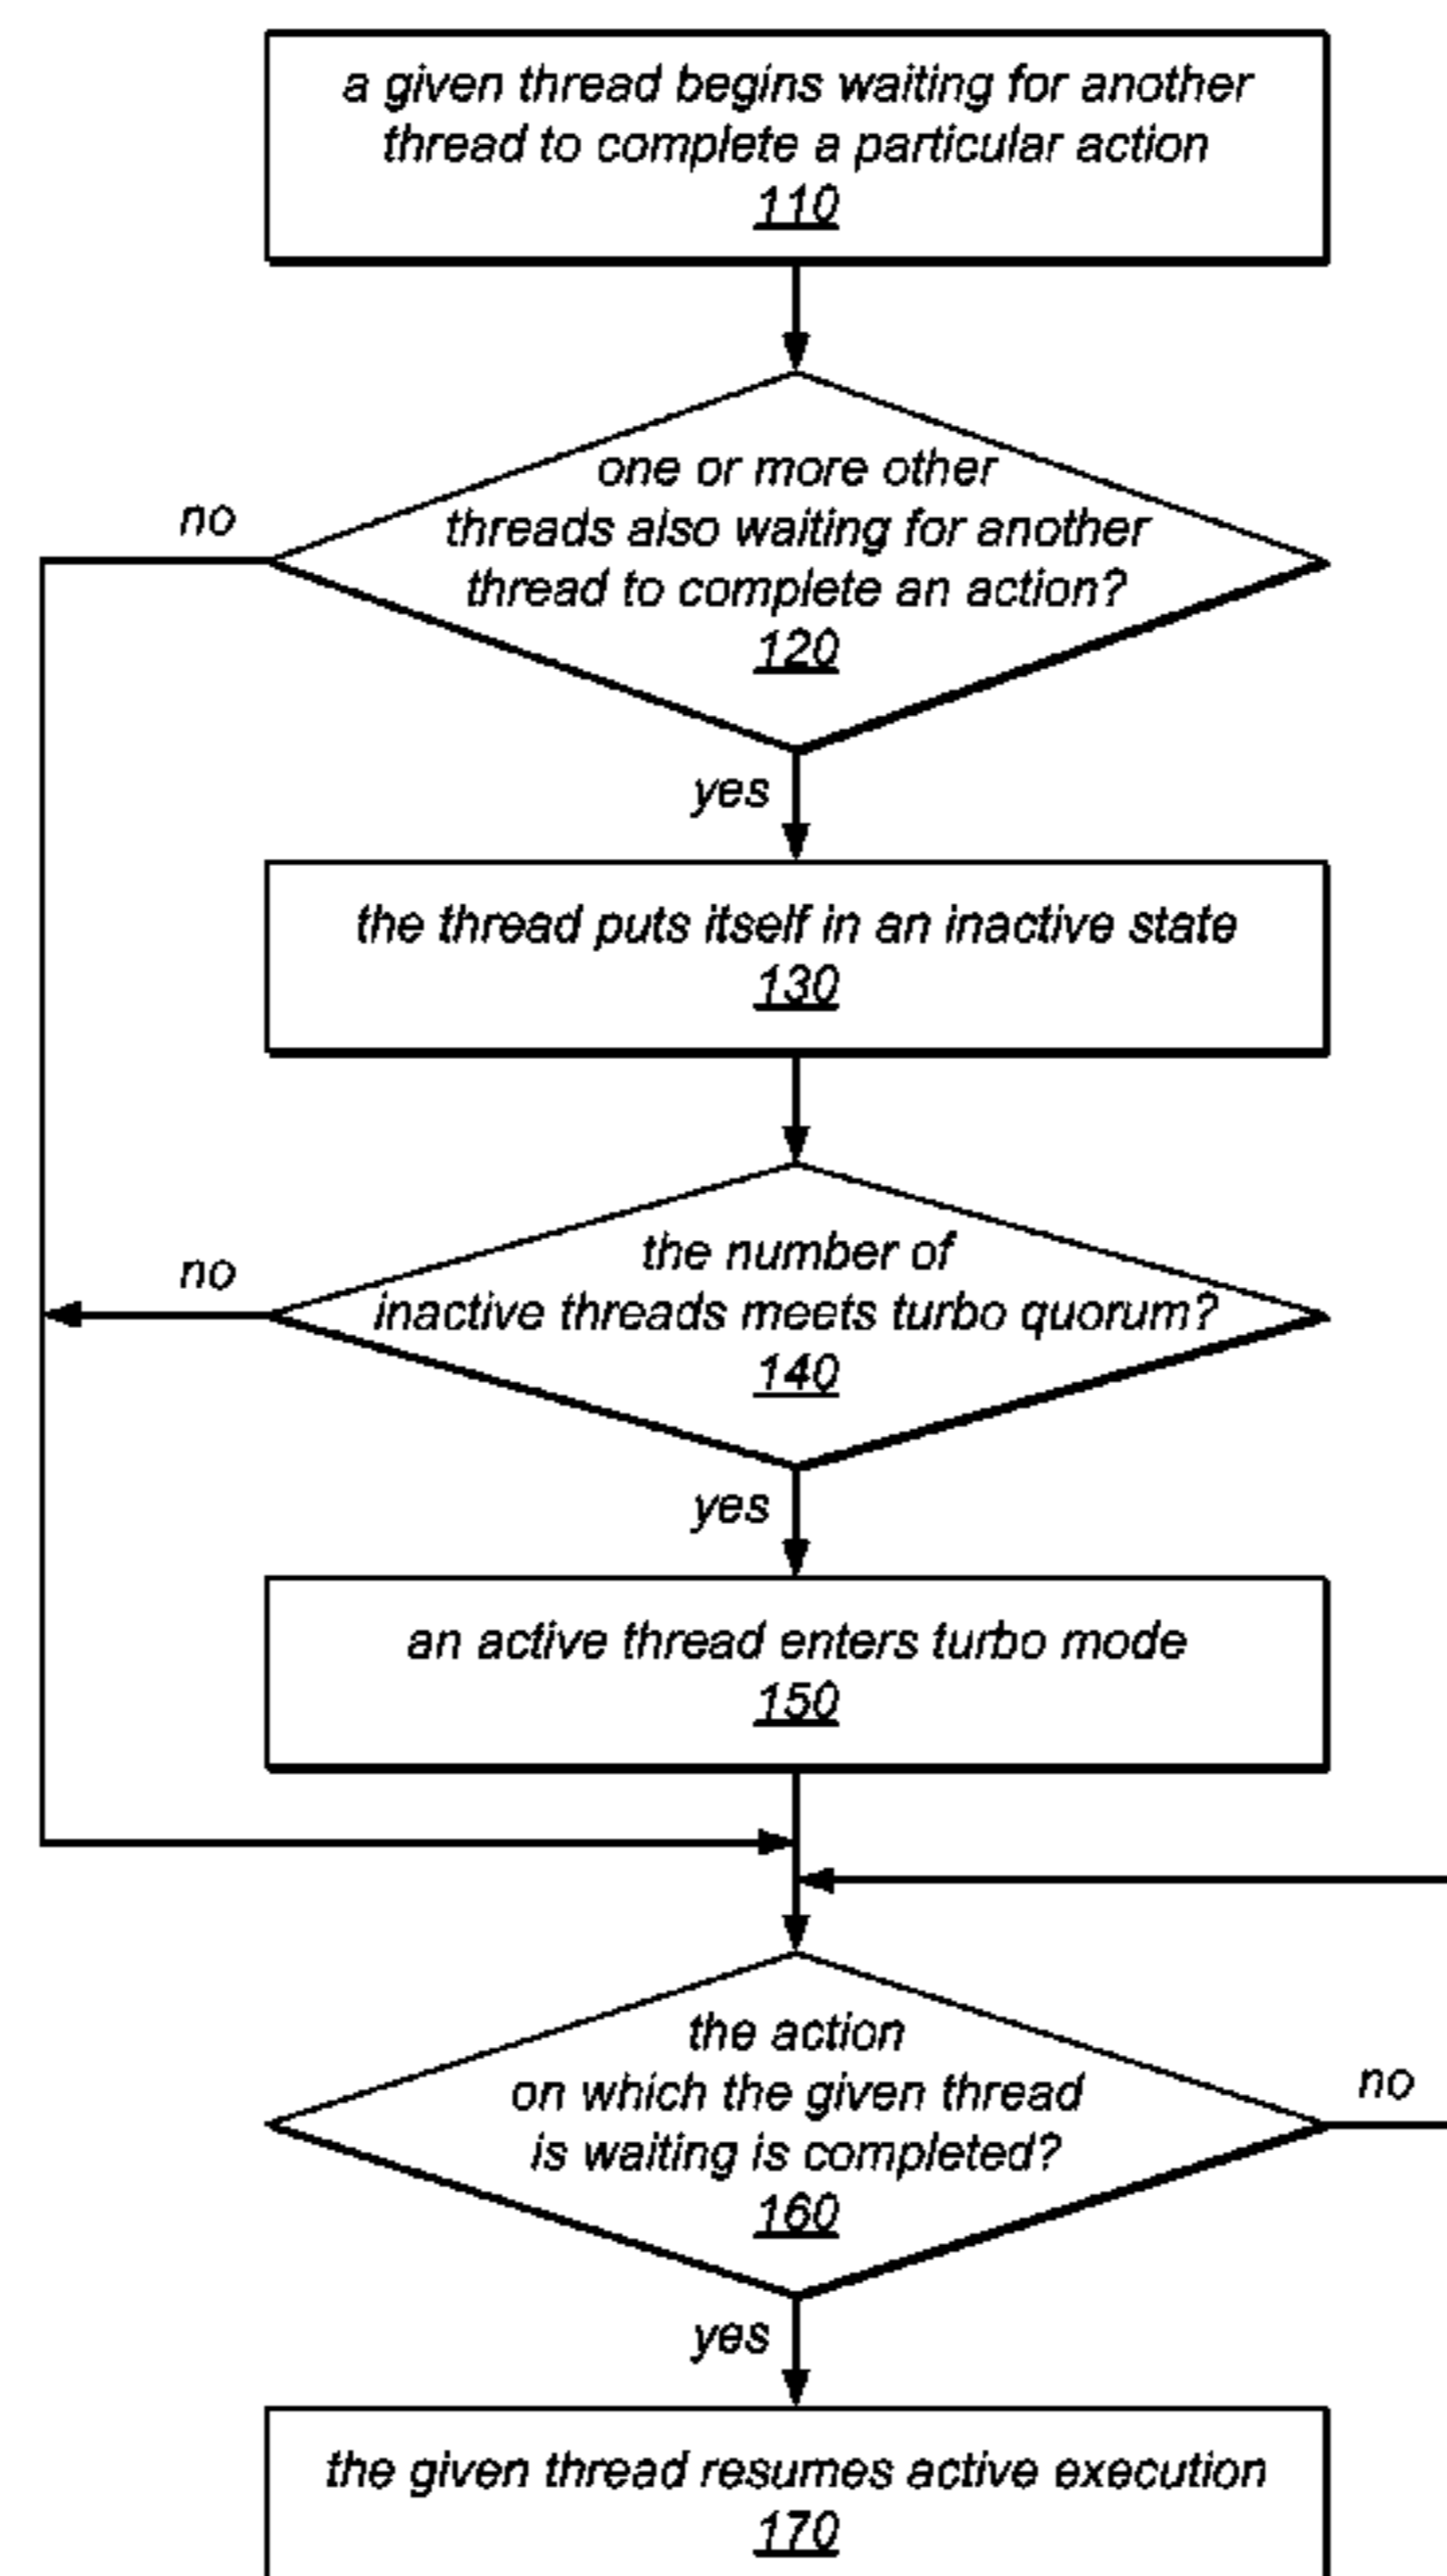 a given thread begins waiting for another
thread to complete a particular action
110
one or more other
threads also waiting for another
thread to complete an action?
120
no
yes
the thread puts itself in an inactive state
130
the number of
inactive threads meets turbo quorum?
140
no
yes
an active thread enters turbo mode
150
the action
on which the given thread
is waiting is completed?
160
no
yes
the given thread resumes active execution
170